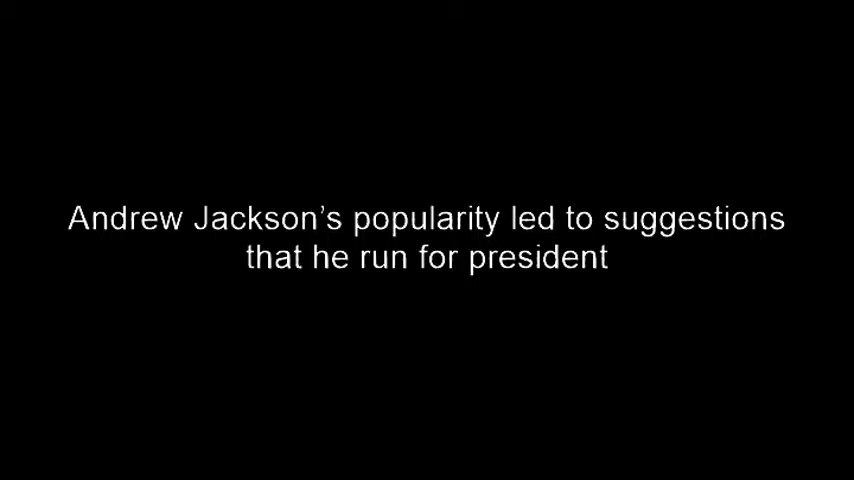 Andrew Jackson’s popularity led to suggestions
that he run for president